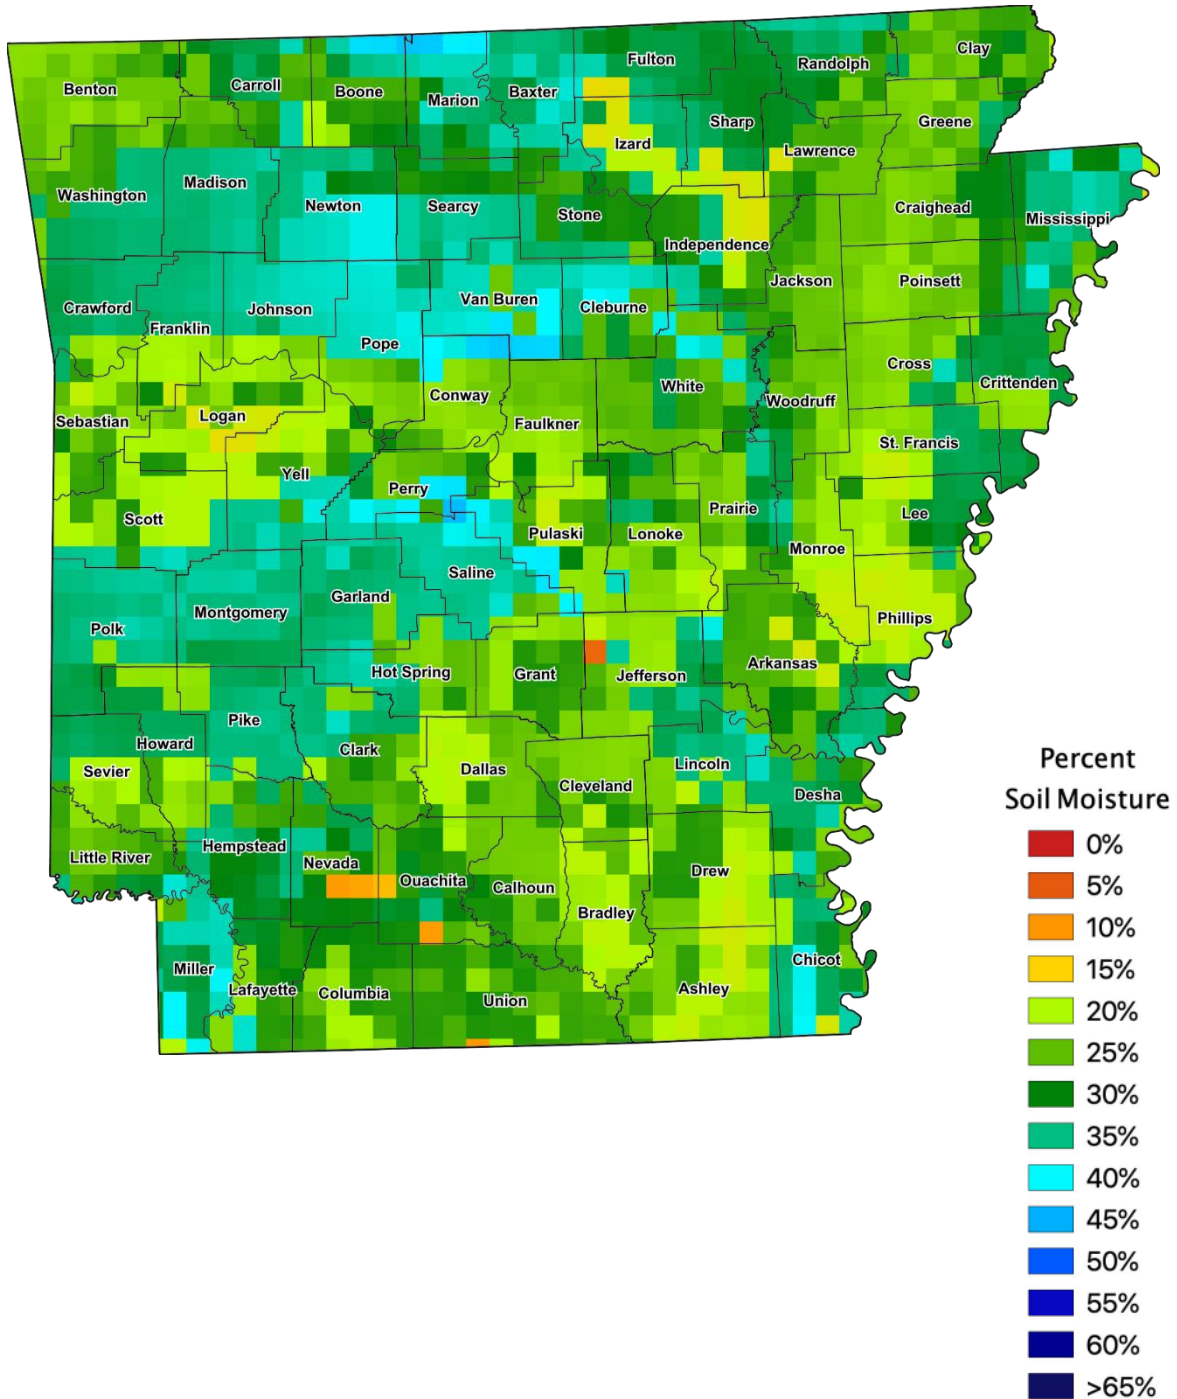 Clay
Fulton
Randolph
Carroll
Benton
Boone
Baxter
Marion
Sharp
Greene
Izard
Lawrence
Madison
Washington
Newton
Searcy
Craighead
Stone
Mississippi
Independence
Jackson
Poinsett
Van Buren
Crawford
Cleburne
Johnson
Franklin
Pope
Cross
Crittenden
White
Conway
Woodruff
Logan
Sebastian
Faulkner
St. Francis
Yell
Perry
Prairie
Lee
Scott
Pulaski
Lonoke
Monroe
Saline
Garland
Montgomery
Phillips
Polk
Arkansas
Hot Spring
Grant
Jefferson
Pike
Howard
Clark
Lincoln
Sevier
Dallas
Cleveland
Desha
Hempstead
Little River
Nevada
Drew
Ouachita
Calhoun
Bradley
Chicot
Miller
Lafayette
Columbia
Ashley
Union
Percent
Soil Moisture
0%
5%
10%
15%
20%
25%
30%
35%
40%
45%
50%
55%
60%
>65%